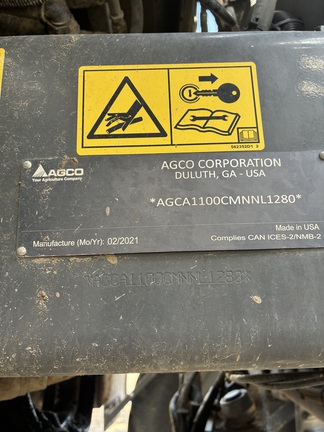 562352D1 2
AGCO CORPORATION
DULUTH, GA - USA
AGCO
Your Agriculture Company
*AGCA1100CMNNL1280*
Made in USA
Manufacture (Mo/Yr): 02/2021
Complies CAN ICES-2/NMB-2